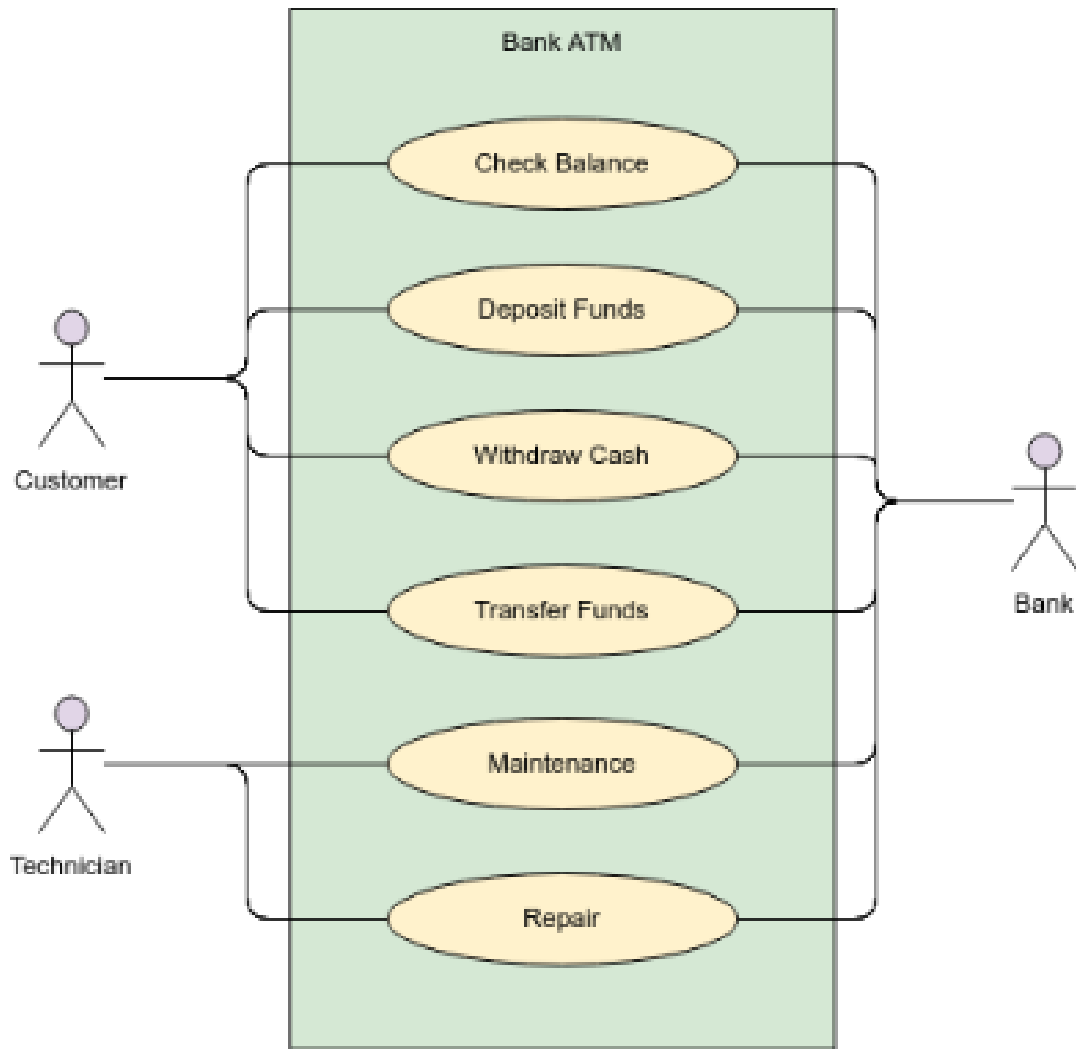 Bank ATM
Check Balance
Deposit Funds
Withdraw Cash
Customer
Transfer Funds
Bank
Maintenance
Technician
Repair